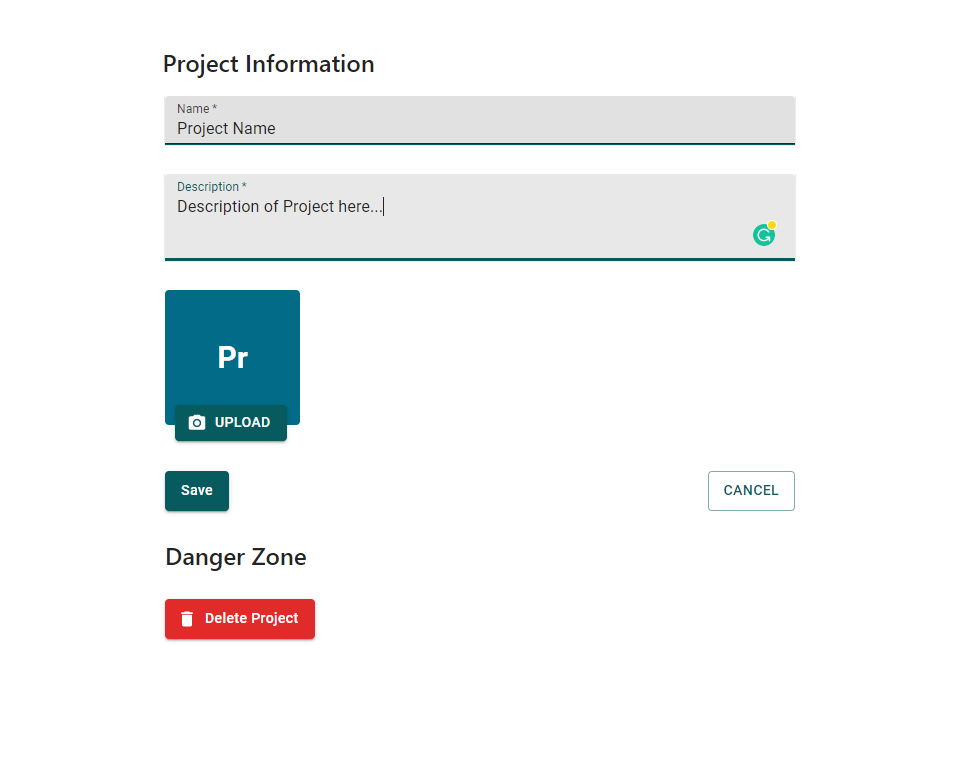 Project Information
Name *
Project Name
Description *
Description of Project here...
Pr
UPLOAD
Save
CANCEL
Danger Zone
Delete Project